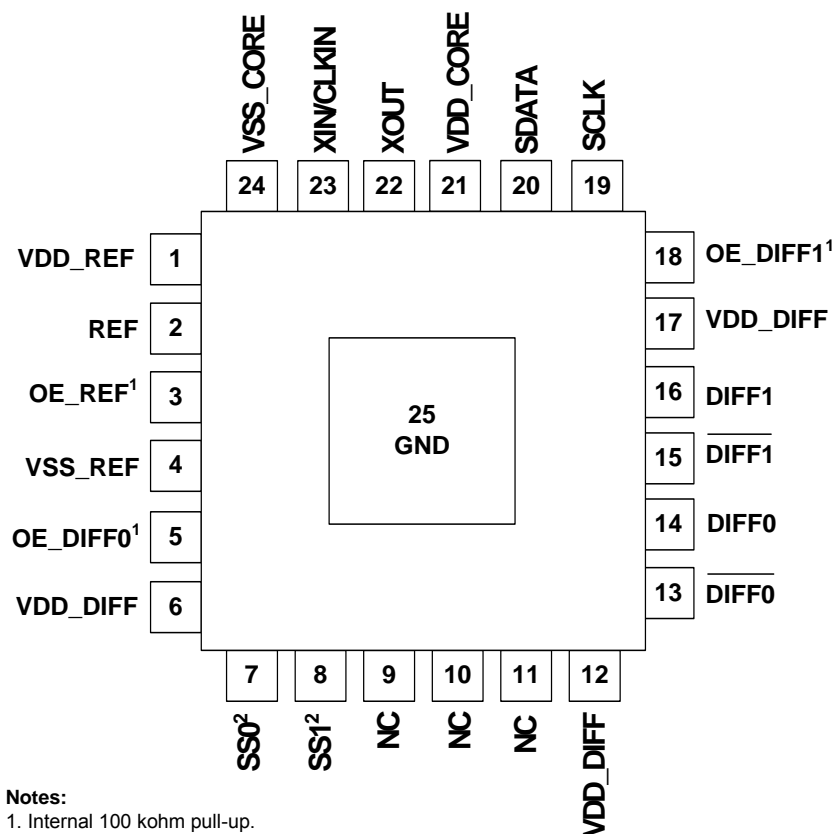 VSS_CORE
XIN/CLKIN
XOUT
VDD_CORE
SDATA
SCLK
24
23
22
21
20
19
VDD_REF 1
REF 2
OE_REF¹ 3
VSS_REF 4
OE_DIFF0¹ 5
VDD_DIFF 6
18 OE_DIFF1¹
17 VDD_DIFF
16 DIFF1
15 D̅I̅F̅F̅1̅
14 DIFF0
13 D̅I̅F̅F̅0̅
25
GND
7
8
9
10
11
12
SS0²
SS1²
NC
NC
NC
VDD_DIFF
Notes:
1. Internal 100 kohm pull-up.